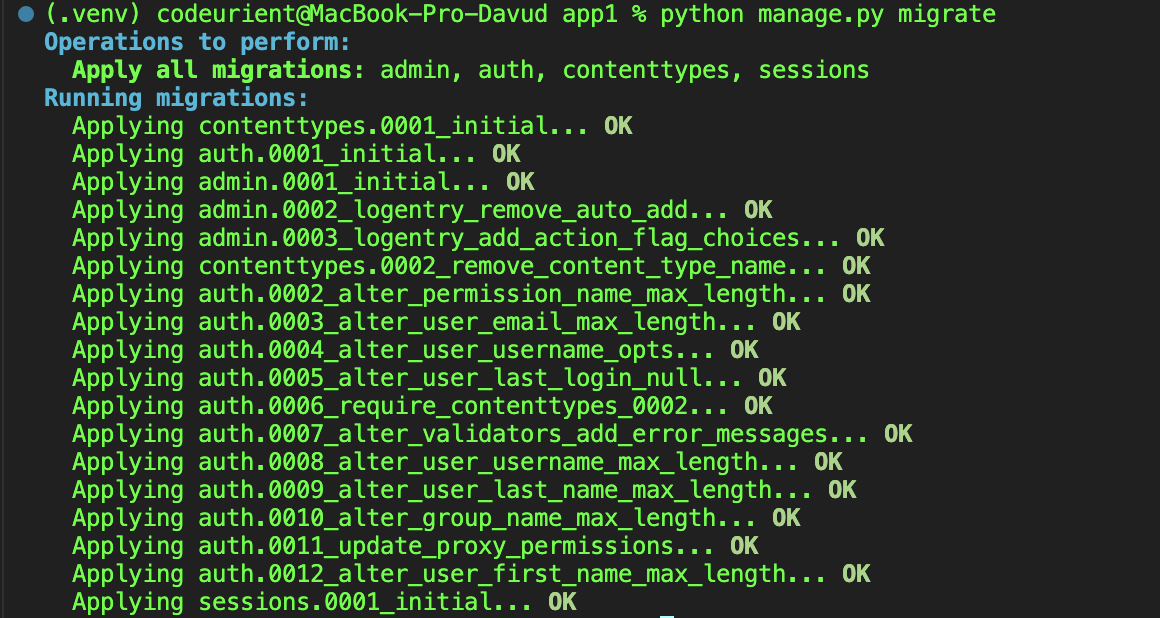 (.venv) codeurient@MacBook-Pro-Davud app1 % python manage.py migrate
Operations to perform:
Apply all migrations: admin, auth, contenttypes, sessions
Running migrations:
Applying contenttypes.0001_initial... OK
Applying auth.0001_initial... OK
Applying admin.0001_initial... OK
Applying admin.0002_logentry_remove_auto_add... OK
Applying admin.0003_logentry_add_action_flag_choices... OK
Applying contenttypes.0002_remove_content_type_name... OK
Applying auth.0002_alter_permission_name_max_length... OK
Applying auth.0003_alter_user_email_max_length... OK
Applying auth.0004_alter_user_username_opts... OK
Applying auth.0005_alter_user_last_login_null... OK
Applying auth.0006_require_contenttypes_0002... OK
Applying auth.0007_alter_validators_add_error_messages... OK
Applying auth.0008_alter_user_username_max_length... OK
Applying auth.0009_alter_user_last_name_max_length... OK
Applying auth.0010_alter_group_name_max_length... OK
Applying auth.0011_update_proxy_permissions... OK
Applying auth.0012_alter_user_first_name_max_length... OK
Applying sessions.0001_initial... OK